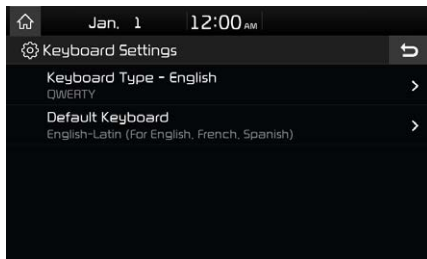 Jan. 1 12:00 AM
Keyboard Settings
Keyboard Type - English
QWERTY
Default Keyboard
English-Latin (For English, French, Spanish)